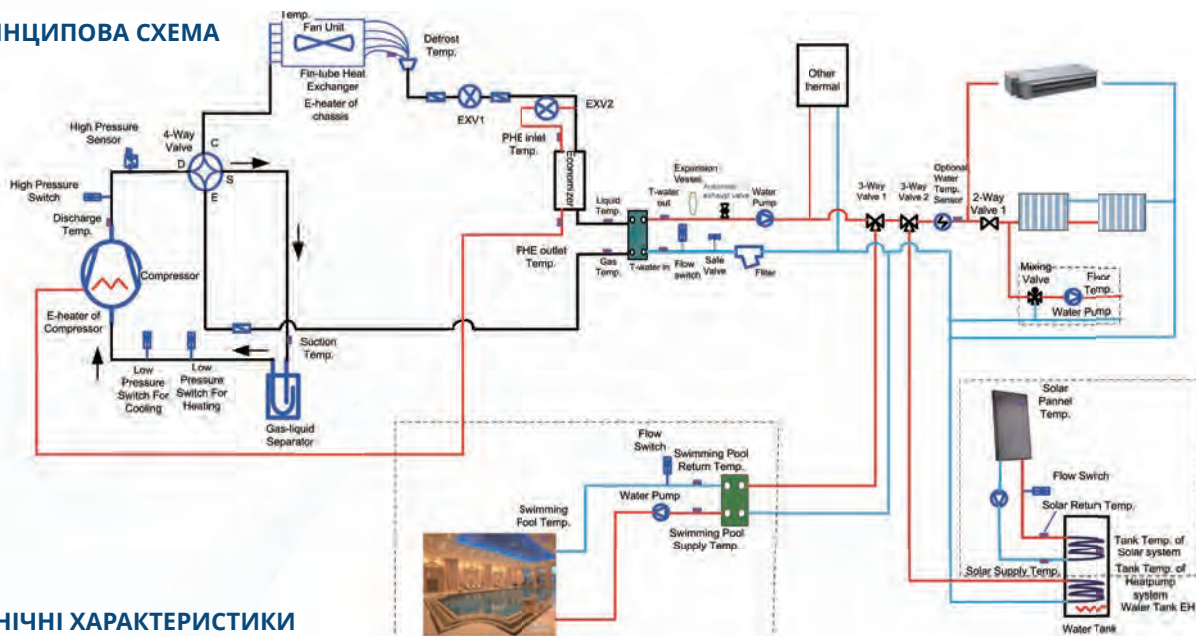 ИНЦИПОВА СХЕМА
Temp.
Fan Unit
Defrost
Temp.
Fin-lube Heat
Exchanger
E-heater of
chassis
EXV1
EXV2
PHE inlet
Temp.
Economizor
High Pressure
Sensor
4-Way
Valve
C
D
S
E
High Pressure
Switch
Discharge
Temp.
Compressor
E-heater of
Compressor
Low
Pressure
Switch For
Cooling
Low
Pressure
Switch For
Heating
Suction
Temp.
Gas-liquid
Separator
Liquid
Temp.
PHE outlet
Temp.
Gas
Temp.
T-water
out
T-water in
Expansion
Vessel
Automatic
exhaust valve
Water
Pump
Flow
switch
Safe
Valve
Filter
Other
thermal
3-Way
Valve 1
3-Way
Valve 2
Optional
Water
Temp.
Sensor
2-Way
Valve 1
Mixing
Valve
Floor
Temp.
Water Pump
Flow
Switch
Swimming Pool
Return Temp.
Water Pump
Swimming
Fool Temp.
Swimming Pool
Supply Temp.
Solar
Pannel
Temp.
Flow Switch
Solar Return Temp.
Tank Temp. of
Solar system
Solar Supply Temp.
Tank Temp. of
Heatpump
system
Waler Tank EH
Water Tank
НІЧНІ ХАРАКТЕРИСТИКИ